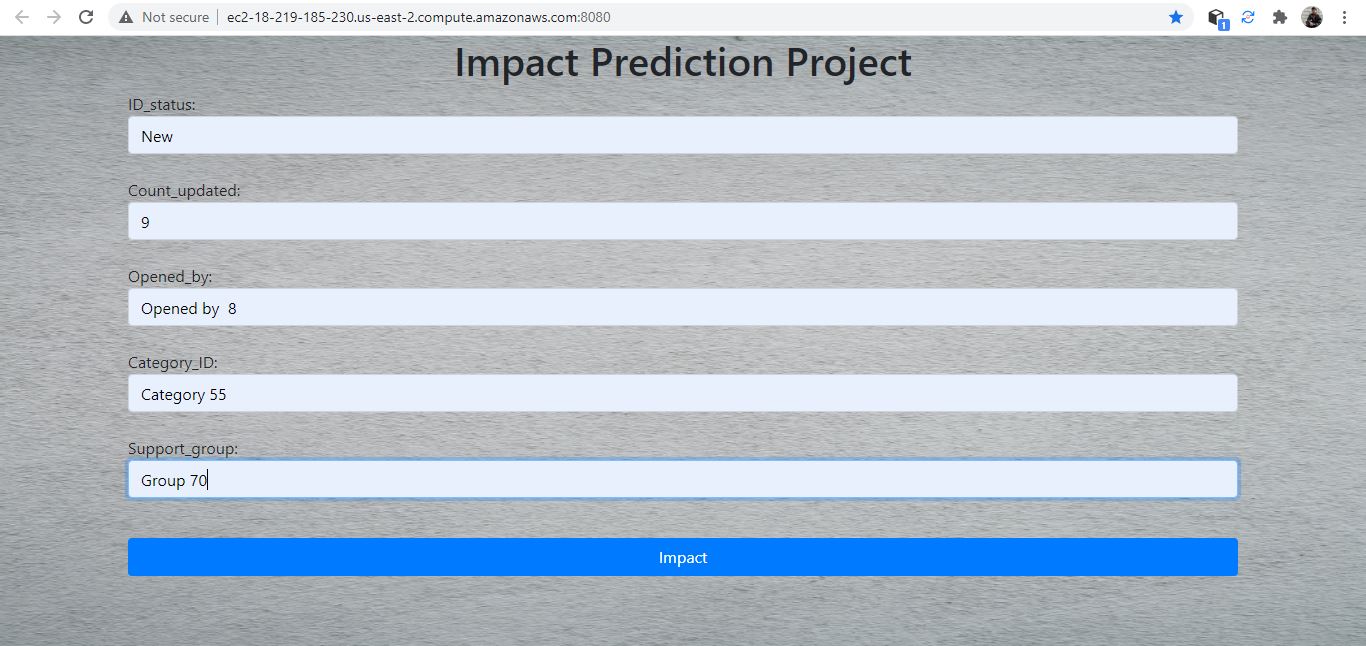 Not secure | ec2-18-219-185-230.us-east-2.compute.amazonaws.com:8080
1
Impact Prediction Project
ID_status:
New
Count_updated:
9
Opened_by:
Opened by  8
Category_ID:
Category 55
Support_group:
Group 70
Impact